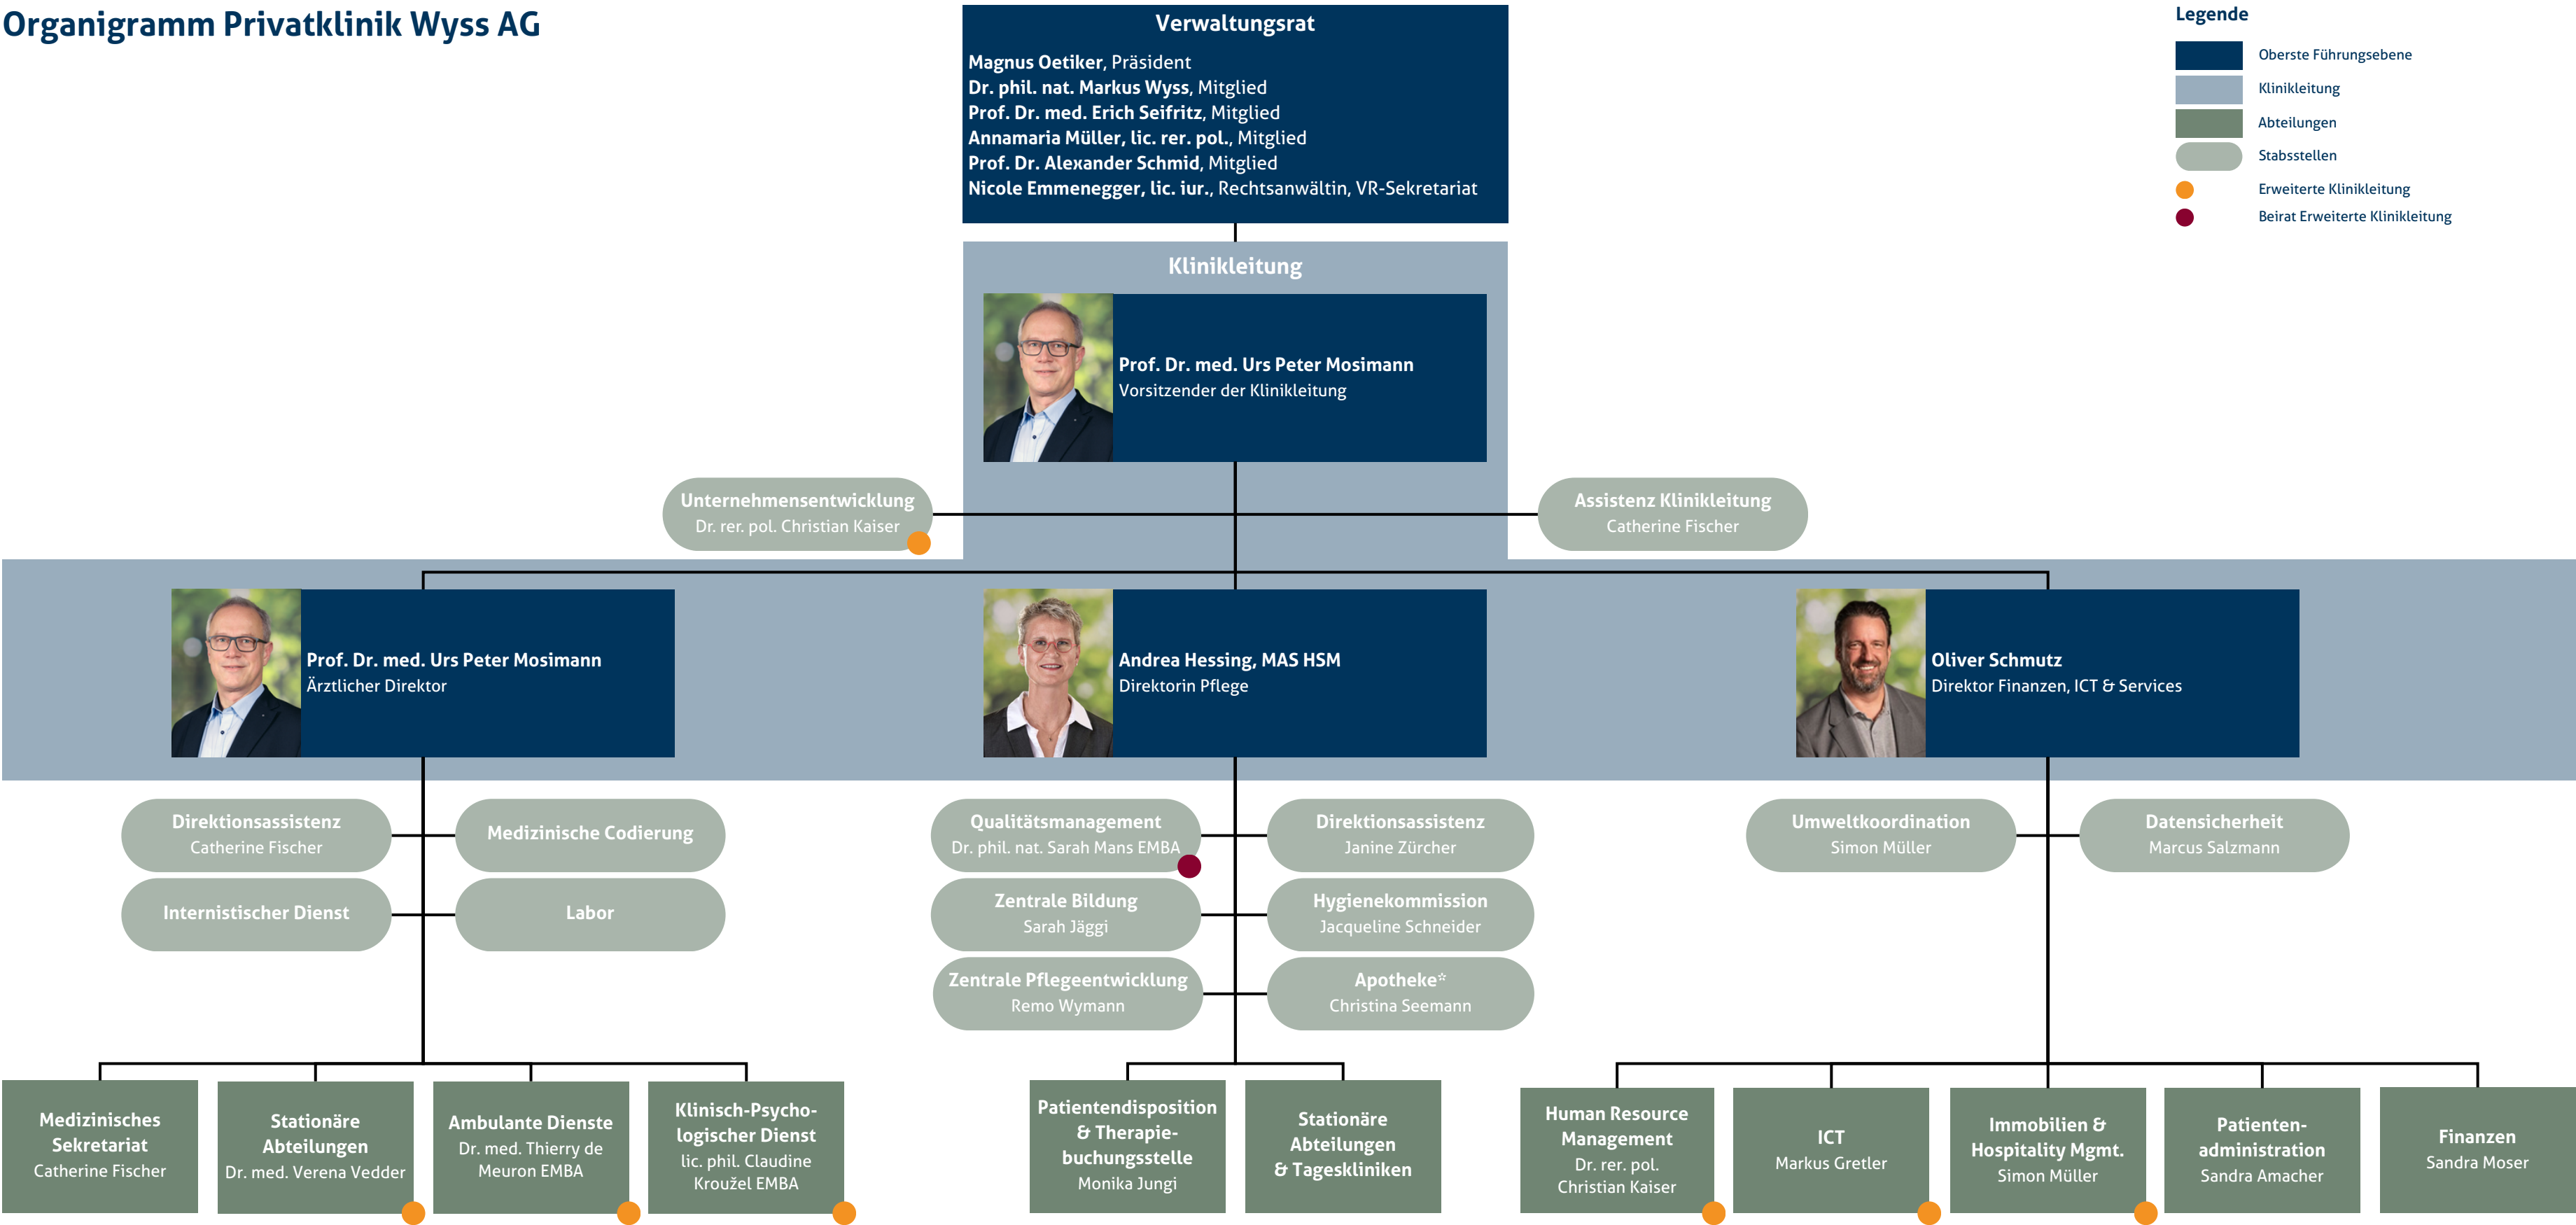 Organigramm Privatklinik Wyss AG
Verwaltungsrat
Magnus Oetiker, Präsident
Dr. phil. nat. Markus Wyss, Mitglied
Prof. Dr. med. Erich Seifritz, Mitglied
Annamaria Müller, lic. rer. pol., Mitglied
Prof. Dr. Alexander Schmid, Mitglied
Nicole Emmenegger, lic. iur., Rechtsanwältin, VR-Sekretariat
Legende
Oberste Führungsebene
Klinikleitung
Abteilungen
Stabsstellen
Erweiterte Klinikleitung
Beirat Erweiterte Klinikleitung
Klinikleitung
Prof. Dr. med. Urs Peter Mosimann
Vorsitzender der Klinikleitung
Unternehmensentwicklung
Dr. rer. pol. Christian Kaiser
Assistenz Klinikleitung
Catherine Fischer
Prof. Dr. med. Urs Peter Mosimann
Ärztlicher Direktor
Andrea Hessing, MAS HSM
Direktorin Pflege
Oliver Schmutz
Direktor Finanzen, ICT & Services
Direktionsassistenz
Catherine Fischer
Medizinische Codierung
Internistischer Dienst
Labor
Qualitätsmanagement
Dr. phil. nat. Sarah Mans EMBA
Direktionsassistenz
Janine Zürcher
Zentrale Bildung
Sarah Jäggi
Hygienekommission
Jacqueline Schneider
Zentrale Pflegeentwicklung
Remo Wymann
Apotheke*
Christina Seemann
Umweltkoordination
Simon Müller
Datensicherheit
Marcus Salzmann
Medizinisches
Sekretariat
Catherine Fischer
Stationäre
Abteilungen
Dr. med. Verena Vedder
Ambulante Dienste
Dr. med. Thierry de
Meuron EMBA
Klinisch-Psycho-
logischer Dienst
lic. phil. Claudine
Kroužel EMBA
Patientendisposition
& Therapie-
buchungsstelle
Monika Jungi
Stationäre
Abteilungen
& Tageskliniken
Human Resource
Management
Dr. rer. pol.
Christian Kaiser
ICT
Markus Gretler
Immobilien &
Hospitality Mgmt.
Simon Müller
Patienten-
administration
Sandra Amacher
Finanzen
Sandra Moser